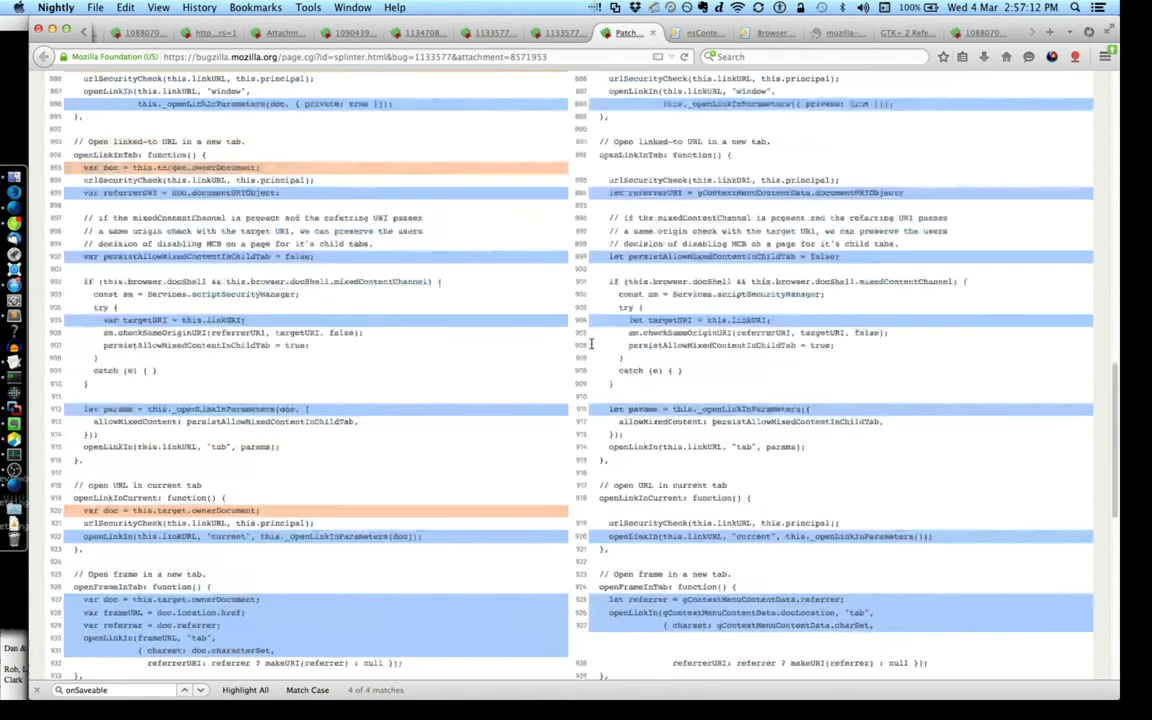 Nightly File Edit View History Bookmarks Tools Window Help 100% Wed 4 Mar 2:57:12 PM
1088070... http...rs=1 Attachm... 1090439... 1134708... 1133577... 1133577... Patch... nsConte... Browser... mozilla-... GTK+ 2 Refe... 1088070...
Mozilla Foundation (US) https://bugzilla.mozilla.org/page.cgi?id=splinter.html&bug=1133577&attachment=8571953 Search
urlSecurityCheck(this.linkURL, this.principal); urlSecurityCheck(this.linkURL, this.principal);
openLinkIn(this.linkURL, "window", openLinkIn(this.linkURL, "window",
this._openLinkInParameters(doc, { private: true })); this._openLinkInParameters({ private: true }));
}, },
// Open linked-to URL in a new tab. // Open linked-to URL in a new tab.
openLinkInTab: function() { openLinkInTab: function() {
var doc = this.target.ownerDocument;
urlSecurityCheck(this.linkURL, this.principal); urlSecurityCheck(this.linkURL, this.principal);
var referrerURI = doc.documentURIObject; let referrerURI = gContextMenuContentData.documentURIObject;
// if the mixedContentChannel is present and the referring URI passes // if the mixedContentChannel is present and the referring URI passes
// a same origin check with the target URI, we can preserve the users // a same origin check with the target URI, we can preserve the users
// decision of disabling MCB on a page for it's child tabs. // decision of disabling MCB on a page for it's child tabs.
var persistAllowMixedContentInChildTab = false; let persistAllowMixedContentInChildTab = false;
if (this.browser.docShell && this.browser.docShell.mixedContentChannel) { if (this.browser.docShell && this.browser.docShell.mixedContentChannel) {
const sm = Services.scriptSecurityManager; const sm = Services.scriptSecurityManager;
try { try {
var targetURI = this.linkURI; let targetURI = this.linkURI;
sm.checkSameOriginURI(referrerURI, targetURI, false); sm.checkSameOriginURI(referrerURI, targetURI, false);
persistAllowMixedContentInChildTab = true; persistAllowMixedContentInChildTab = true;
} }
catch (e) { } catch (e) { }
} }
let params = this._openLinkInParameters(doc, { let params = this._openLinkInParameters({
allowMixedContent: persistAllowMixedContentInChildTab, allowMixedContent: persistAllowMixedContentInChildTab,
}); });
openLinkIn(this.linkURL, "tab", params); openLinkIn(this.linkURL, "tab", params);
}, },
// open URL in current tab // open URL in current tab
openLinkInCurrent: function() { openLinkInCurrent: function() {
var doc = this.target.ownerDocument;
urlSecurityCheck(this.linkURL, this.principal); urlSecurityCheck(this.linkURL, this.principal);
openLinkIn(this.linkURL, "current", this._openLinkInParameters(doc)); openLinkIn(this.linkURL, "current", this._openLinkInParameters());
}, },
// Open frame in a new tab. // Open frame in a new tab.
openFrameInTab: function() { openFrameInTab: function() {
var doc = this.target.ownerDocument; let referrer = gContextMenuContentData.referrer;
var frameURL = doc.location.href; openLinkIn(gContextMenuContentData.docLocation, "tab",
var referrer = doc.referrer; { charset: gContextMenuContentData.charSet,
openLinkIn(frameURL, "tab",
{ charset: doc.characterSet,
932 referrerURI: referrer ? makeURI(referrer) : null }); 928 referrerURI: referrer ? makeURI(referrer) : null });
}, },
Dan &
Rob, L
Clark
onSaveable Highlight All Match Case 4 of 4 matches